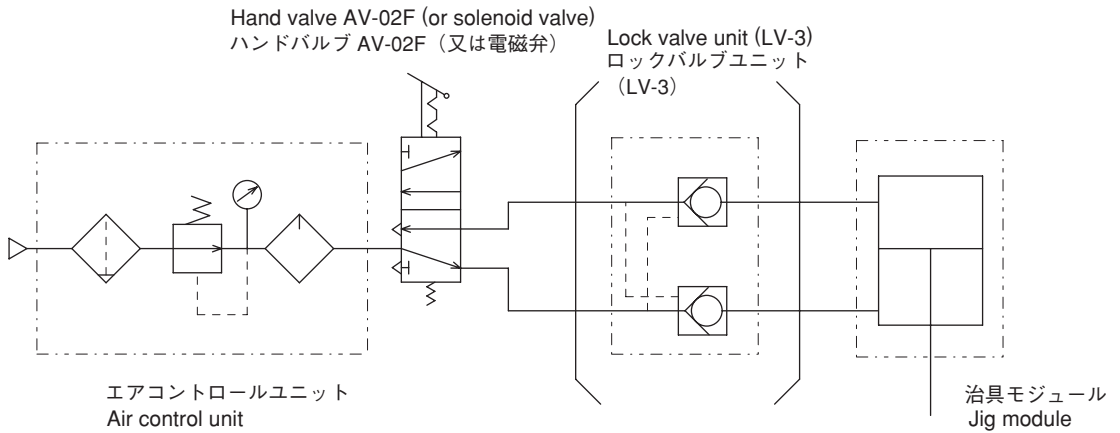 Hand valve AV-02F (or solenoid valve)
ハンドバルブ AV-02F（又は電磁弁）
Lock valve unit (LV-3)
ロックバルブユニット
（LV-3）
エアコントロールユニット
Air control unit
治具モジュール
Jig module